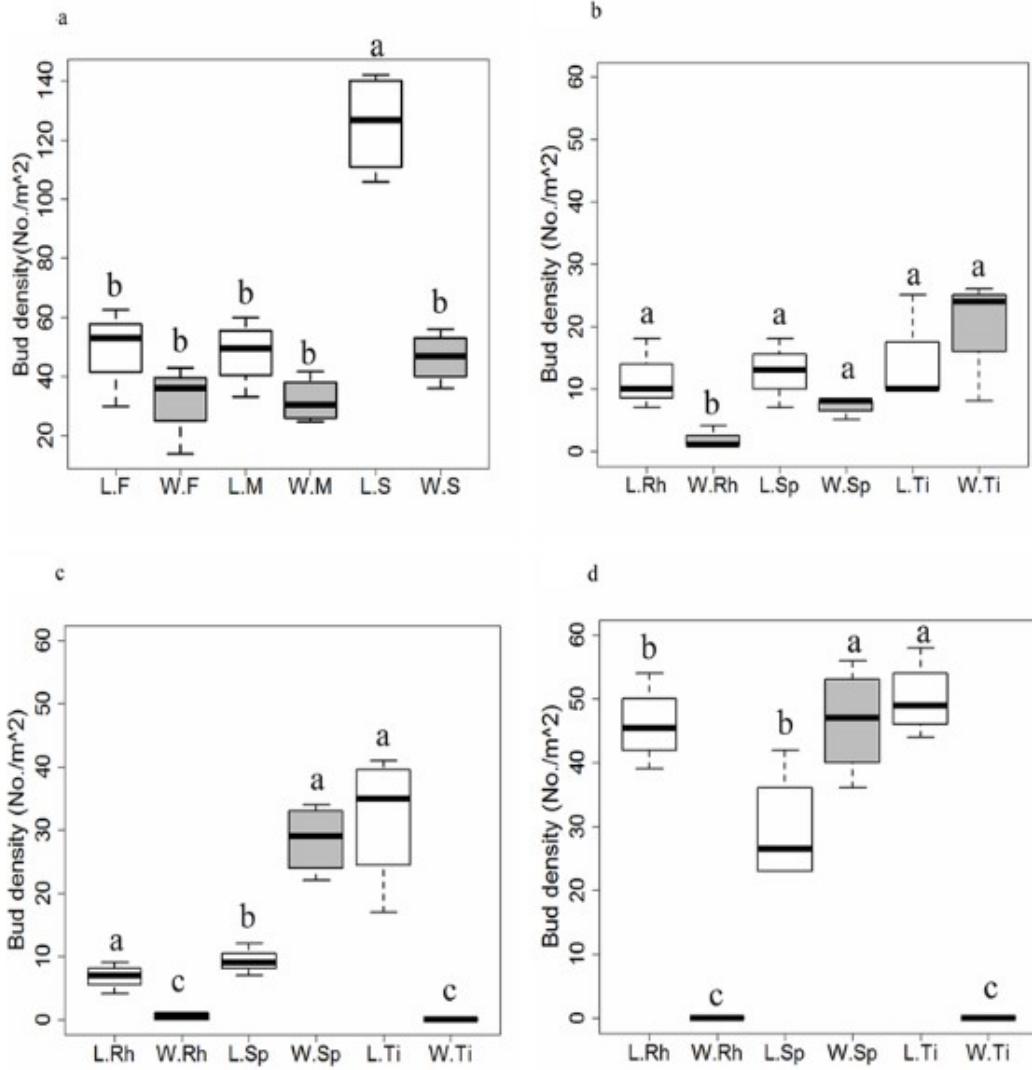 a
Bud density(No./m^2)
140
120
100
80
60
40
20
b b b b a b
L.F W.F L.M W.M L.S W.S
b
Bud density (No./m^2)
60
50
40
30
20
10
0
a b a a a a
L.Rh W.Rh L.Sp W.Sp L.Ti W.Ti
c
Bud density (No./m^2)
60
50
40
30
20
10
0
a c b a a c
L.Rh W.Rh L.Sp W.Sp L.Ti W.Ti
d
Bud density (No./m^2)
60
50
40
30
20
10
0
b c b a a c
L.Rh W.Rh L.Sp W.Sp L.Ti W.Ti